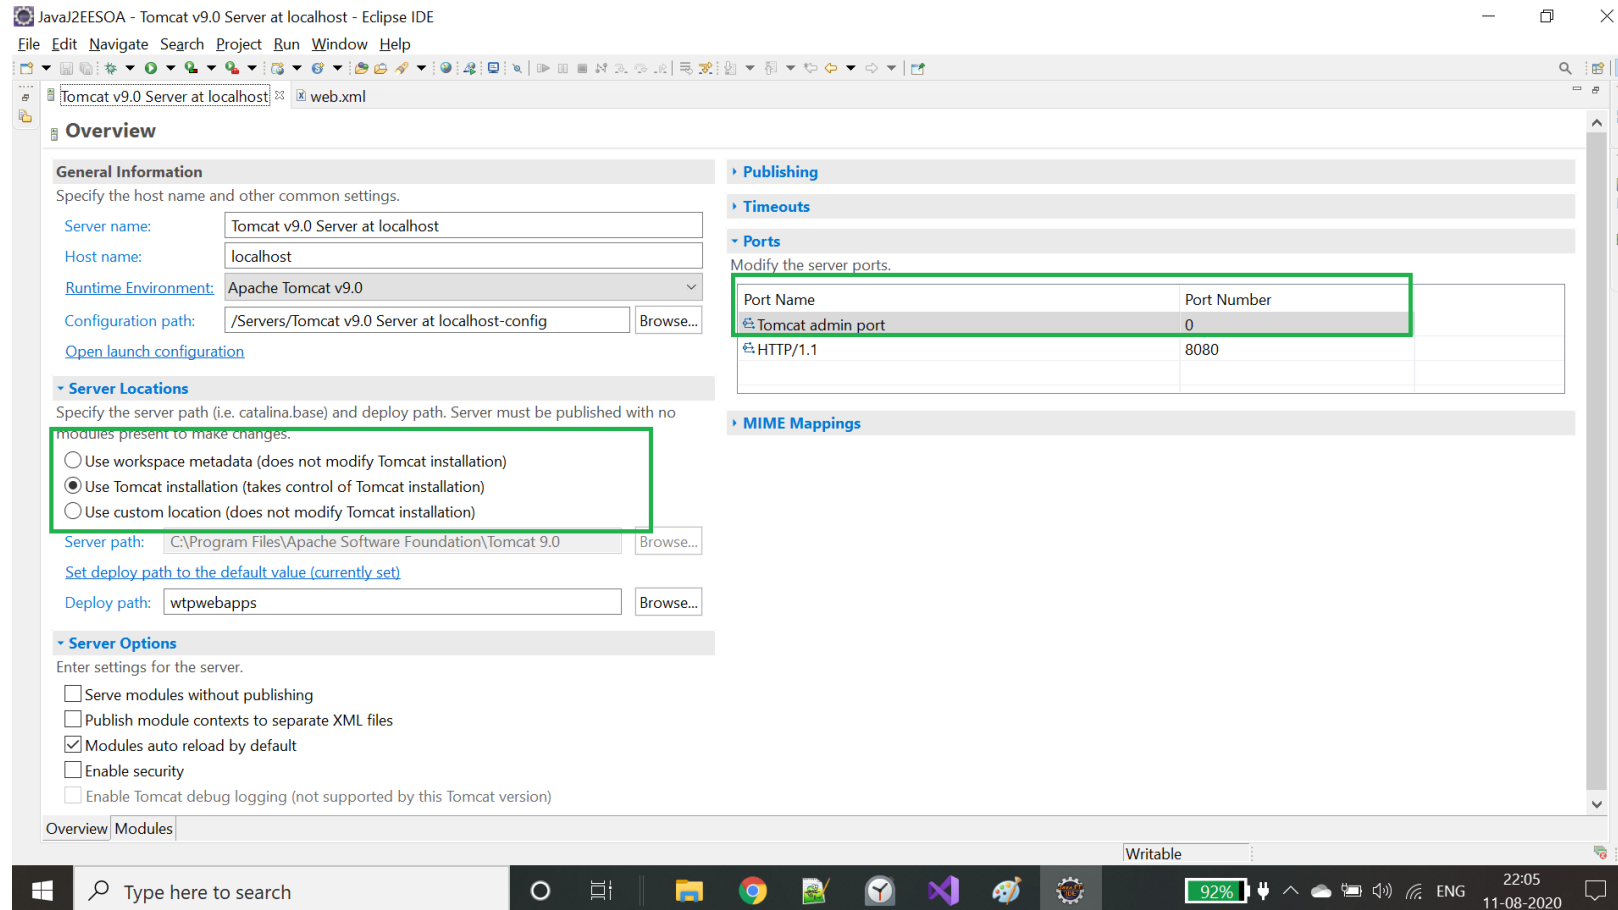 JavaJ2EESOA - Tomcat v9.0 Server at localhost - Eclipse IDE
File Edit Navigate Search Project Run Window Help
Tomcat v9.0 Server at localhost
web.xml
Overview
General Information
Specify the host name and other common settings.
Server name: Tomcat v9.0 Server at localhost
Host name: localhost
Runtime Environment: Apache Tomcat v9.0
Configuration path: /Servers/Tomcat v9.0 Server at localhost-config Browse...
Open launch configuration
Server Locations
Specify the server path (i.e. catalina.base) and deploy path. Server must be published with no
modules present to make changes.
Use workspace metadata (does not modify Tomcat installation)
Use Tomcat installation (takes control of Tomcat installation)
Use custom location (does not modify Tomcat installation)
Server path: C:\Program Files\Apache Software Foundation\Tomcat 9.0 Browse...
Set deploy path to the default value (currently set)
Deploy path: wtpwebapps Browse...
Server Options
Enter settings for the server.
Serve modules without publishing
Publish module contexts to separate XML files
Modules auto reload by default
Enable security
Enable Tomcat debug logging (not supported by this Tomcat version)
Publishing
Timeouts
Ports
Modify the server ports.
Port Name Port Number
Tomcat admin port 0
HTTP/1.1 8080
MIME Mappings
Overview Modules
Writable
Type here to search
92%
ENG
22:05
11-08-2020